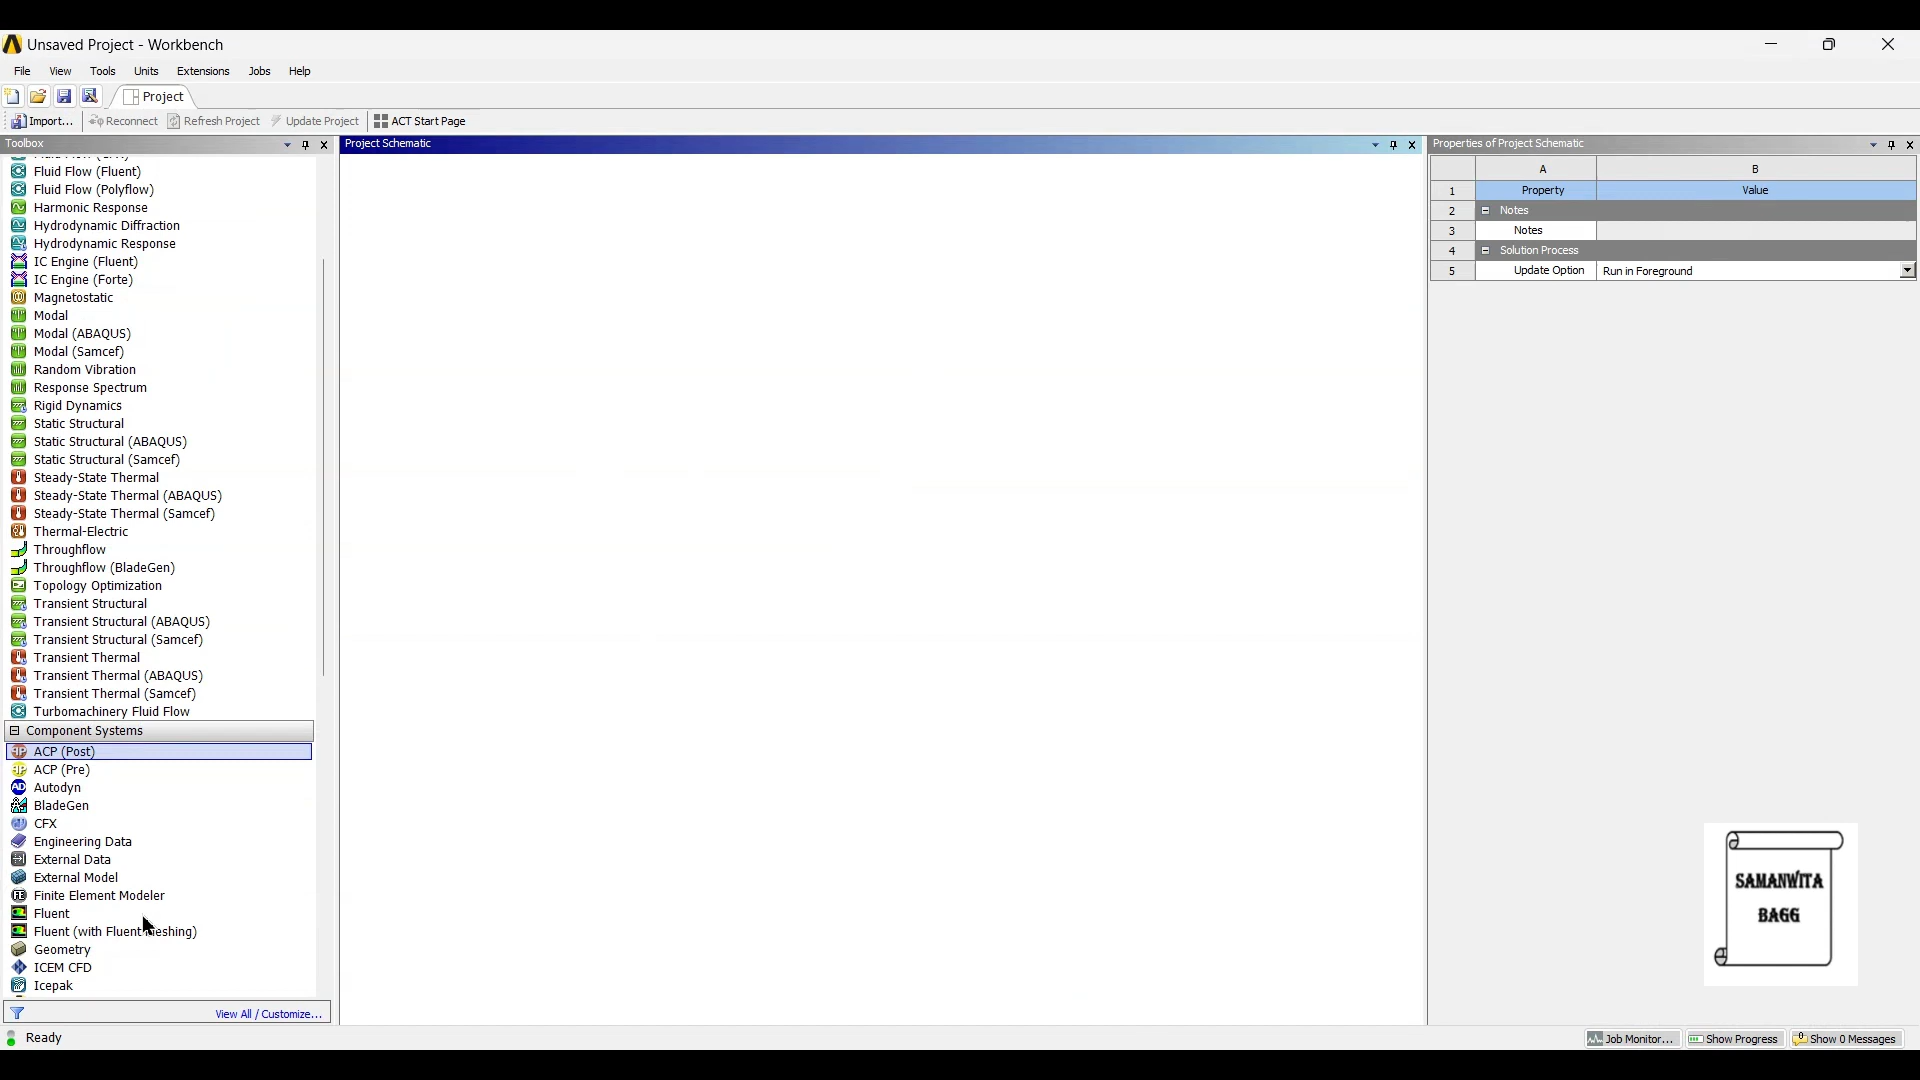 Unsaved Project - Workbench
File View Tools Units Extensions Jobs Help
Project
Import... Reconnect Refresh Project Update Project ACT Start Page
Toolbox
Fluid Flow (Fluent)
Fluid Flow (Polyflow)
Harmonic Response
Hydrodynamic Diffraction
Hydrodynamic Response
IC Engine (Fluent)
IC Engine (Forte)
Magnetostatic
Modal
Modal (ABAQUS)
Modal (Samcef)
Random Vibration
Response Spectrum
Rigid Dynamics
Static Structural
Static Structural (ABAQUS)
Static Structural (Samcef)
Steady-State Thermal
Steady-State Thermal (ABAQUS)
Steady-State Thermal (Samcef)
Thermal-Electric
Throughflow
Throughflow (BladeGen)
Topology Optimization
Transient Structural
Transient Structural (ABAQUS)
Transient Structural (Samcef)
Transient Thermal
Transient Thermal (ABAQUS)
Transient Thermal (Samcef)
Turbomachinery Fluid Flow
Component Systems
ACP (Post)
ACP (Pre)
Autodyn
BladeGen
CFX
Engineering Data
External Data
External Model
Finite Element Modeler
Fluent
Fluent (with Fluent Meshing)
Geometry
ICEM CFD
Icepak
View All / Customize...
Project Schematic
Properties of Project Schematic
A B
1 Property Value
2 Notes
3 Notes
4 Solution Process
5 Update Option Run in Foreground
SAMANWITA
BAGG
Ready
Job Monitor... Show Progress Show 0 Messages